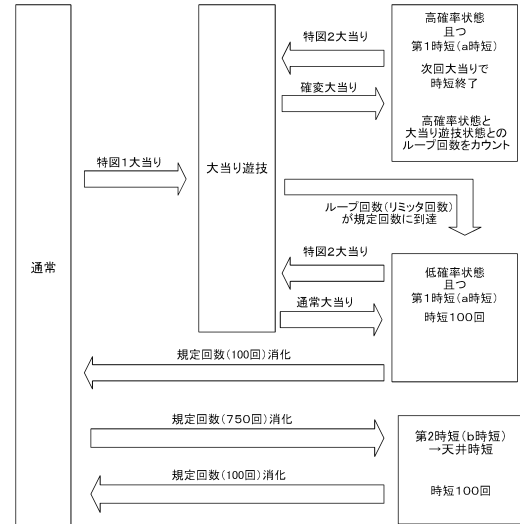 高確率状態
且つ
第1時短(a時短)
次回大当りで
時短終了
高確率状態と
大当り遊技状態との
ループ回数をカウント
特図2大当り
確変大当り
特図1大当り
大当り遊技
ループ回数(リミッタ回数)
が規定回数に到達
通常
特図2大当り
通常大当り
低確率状態
且つ
第1時短(a時短)
時短100回
規定回数(100回)消化
規定回数(750回)消化
第2時短(b時短)
→天井時短
時短100回
規定回数(100回)消化